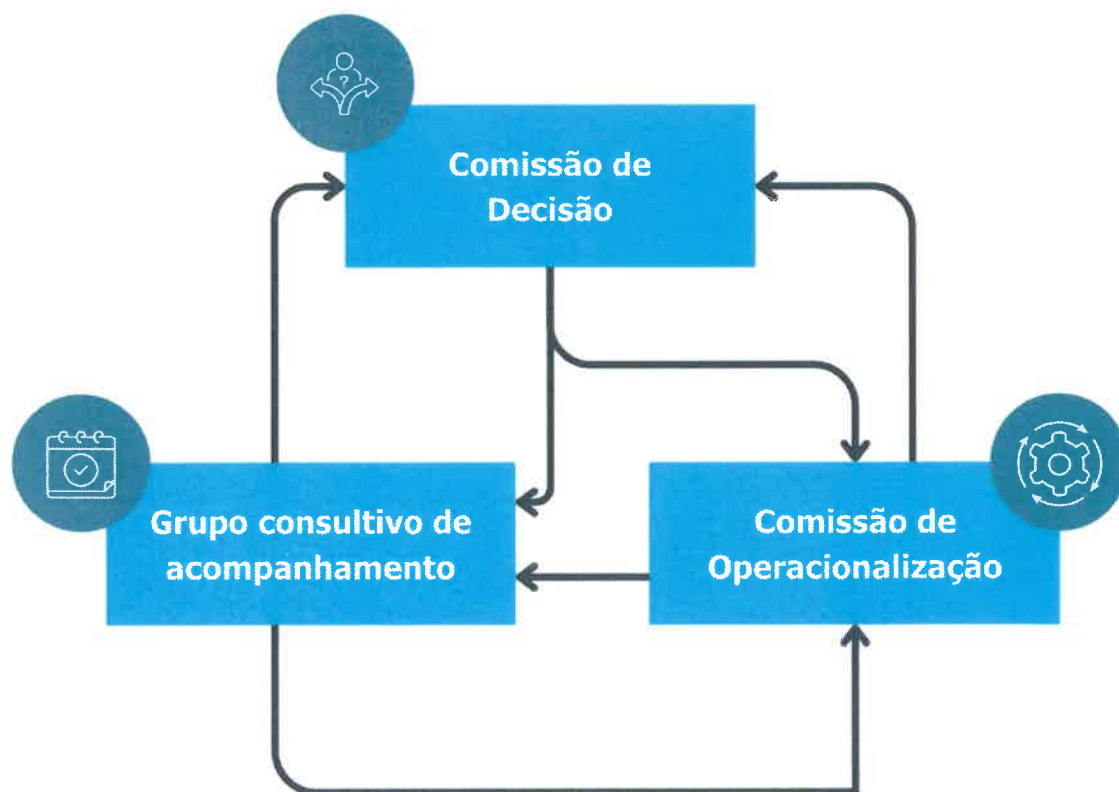 ?
Comissão de
Decisão
Grupo consultivo de
acompanhamento
Comissão de
Operacionalização